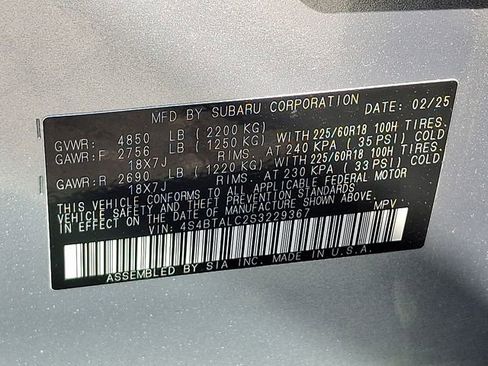 MFD BY SUBARU CORPORATION DATE: 02/25
GVWR: 4850 LB (2200 KG)
GAWR:F 2756 LB (1250 KG) WITH 225/60R18 100H TIRES.
18X7J RIMS. AT 240 KPA (35 PSI) COLD
GAWR:R 2690 LB (1220 KG) WITH 225/60R18 100H TIRES.
18X7J RIMS. AT 230 KPA (33 PSI) COLD
THIS VEHICLE CONFORMS TO ALL APPLICABLE FEDERAL MOTOR
VEHICLE SAFETY AND THEFT PREVENTION STANDARDS
IN EFFECT ON THE DATE OF MANUFACTURE SHOWN ABOVE.
VIN: 4S4BTALC2S3229367 MPV
ASSEMBLED BY SIA INC. MADE IN U.S.A.